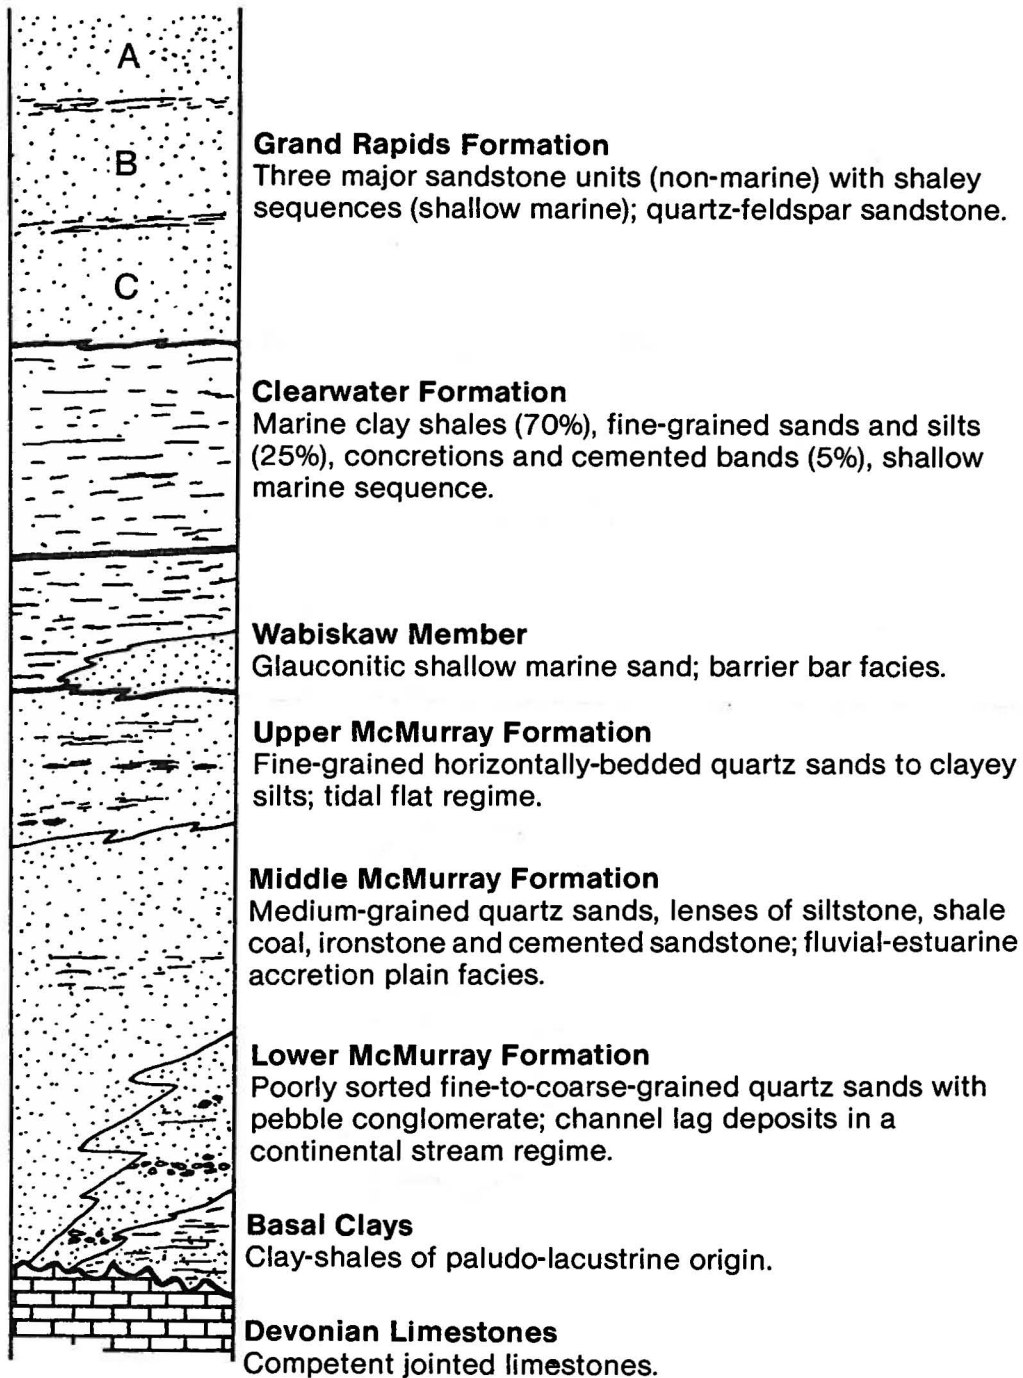 A
B
C
Grand Rapids Formation
Three major sandstone units (non-marine) with shaley
sequences (shallow marine); quartz-feldspar sandstone.
Clearwater Formation
Marine clay shales (70%), fine-grained sands and silts
(25%), concretions and cemented bands (5%), shallow
marine sequence.
Wabiskaw Member
Glauconitic shallow marine sand; barrier bar facies.
Upper McMurray Formation
Fine-grained horizontally-bedded quartz sands to clayey
silts; tidal flat regime.
Middle McMurray Formation
Medium-grained quartz sands, lenses of siltstone, shale
coal, ironstone and cemented sandstone; fluvial-estuarine
accretion plain facies.
Lower McMurray Formation
Poorly sorted fine-to-coarse-grained quartz sands with
pebble conglomerate; channel lag deposits in a
continental stream regime.
Basal Clays
Clay-shales of paludo-lacustrine origin.
Devonian Limestones
Competent jointed limestones.